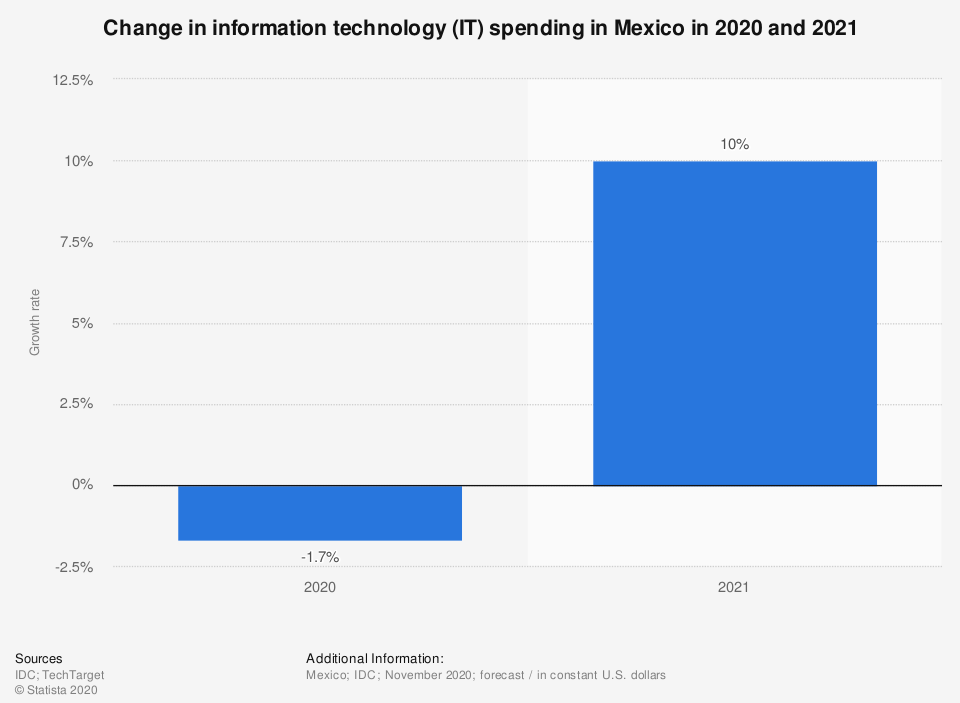 Change in information technology (IT) spending in Mexico in 2020 and 2021
12.5%
10%
7.5%
5%
2.5%
0%
-2.5%
Growth rate
10%
-1.7%
2020
2021
Sources
IDC; TechTarget
© Statista 2020
Additional Information:
Mexico; IDC; November 2020; forecast / in constant U.S. dollars